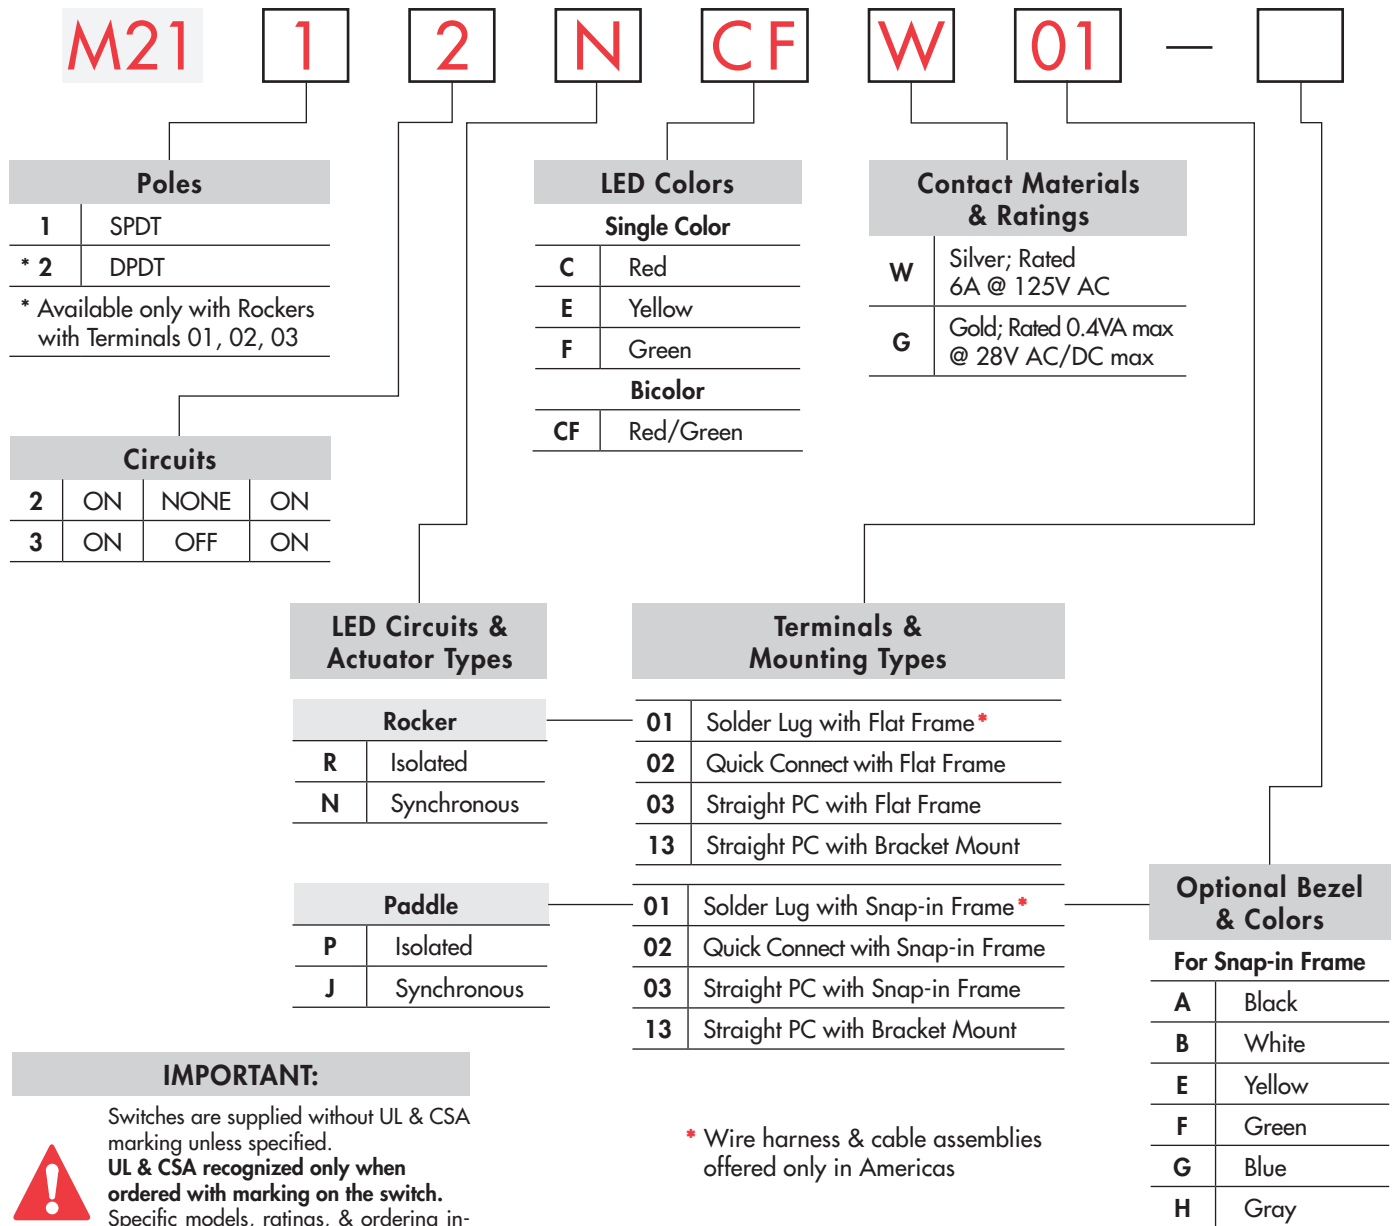 M21 1 2 N CF W 01 —
Poles
1 SPDT
* 2 DPDT
* Available only with Rockers
with Terminals 01, 02, 03
Circuits
2 ON NONE ON
3 ON OFF ON
LED Colors
Single Color
C Red
E Yellow
F Green
Bicolor
CF Red/Green
Contact Materials
& Ratings
W Silver; Rated
6A @ 125V AC
G Gold; Rated 0.4VA max
@ 28V AC/DC max
LED Circuits &
Actuator Types
Rocker
R Isolated
N Synchronous
Paddle
P Isolated
J Synchronous
Terminals &
Mounting Types
01 Solder Lug with Flat Frame*
02 Quick Connect with Flat Frame
03 Straight PC with Flat Frame
13 Straight PC with Bracket Mount
01 Solder Lug with Snap-in Frame*
02 Quick Connect with Snap-in Frame
03 Straight PC with Snap-in Frame
13 Straight PC with Bracket Mount
* Wire harness & cable assemblies
offered only in Americas
Optional Bezel
& Colors
For Snap-in Frame
A Black
B White
E Yellow
F Green
G Blue
H Gray
IMPORTANT:
Switches are supplied without UL & CSA
marking unless specified.
UL & CSA recognized only when
ordered with marking on the switch.
Specific models, ratings, & ordering in-